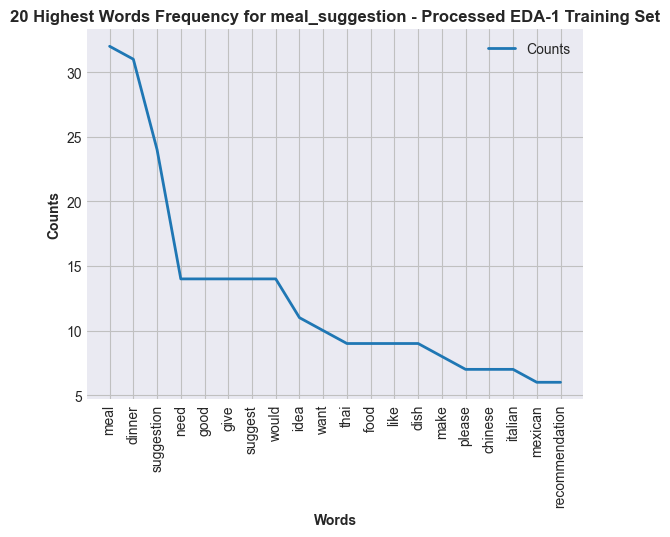 20 Highest Words Frequency for meal_suggestion - Processed EDA-1 Training Set
Counts
30
25
20
15
10
5
Counts
meal
dinner
suggestion
need
good
give
suggest
would
idea
want
thai
food
like
dish
make
please
chinese
italian
mexican
recommendation
Words